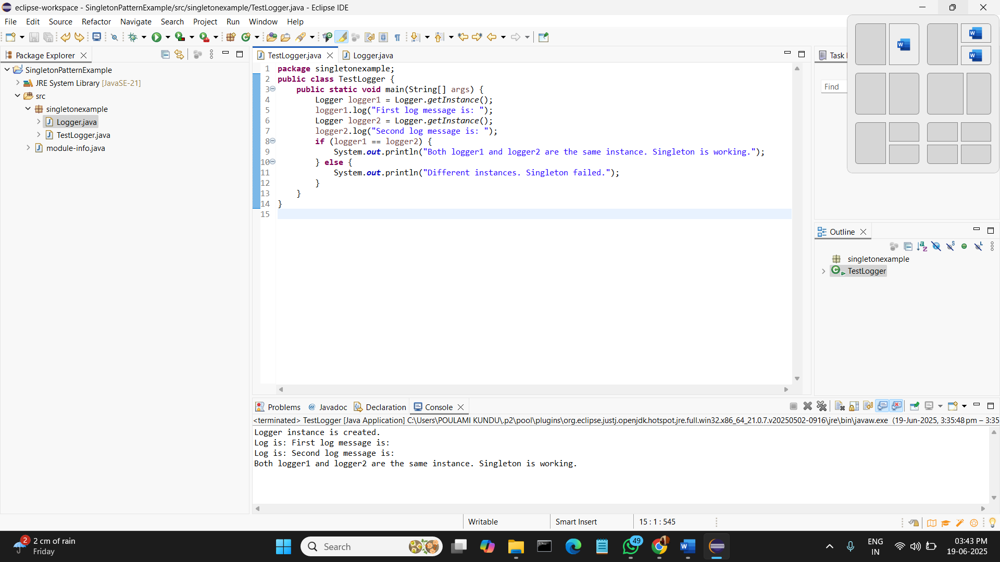 eclipse-workspace - SingletonPatternExample/src/singletonexample/TestLogger.java - Eclipse IDE
File Edit Source Refactor Navigate Search Project Run Window Help
Package Explorer
SingletonPatternExample
JRE System Library [JavaSE-21]
src
singletonexample
Logger.java
TestLogger.java
module-info.java
TestLogger.java
Logger.java
1 package singletonexample;
2 public class TestLogger {
3 public static void main(String[] args) {
4 Logger logger1 = Logger.getInstance();
5 logger1.log("First log message is: ");
6 Logger logger2 = Logger.getInstance();
7 logger2.log("Second log message is: ");
8 if (logger1 == logger2) {
9 System.out.println("Both logger1 and logger2 are the same instance. Singleton is working.");
10 } else {
11 System.out.println("Different instances. Singleton failed.");
12 }
13 }
14 }
15
Task
Find
Outline
singletonexample
TestLogger
Problems Javadoc Declaration Console
<terminated> TestLogger [Java Application] C:\Users\POULAMI KUNDU\.p2\pool\plugins\org.eclipse.justj.openjdk.hotspot.jre.full.win32.x86_64_21.0.7.v20250502-0916\jre\bin\javaw.exe (19-Jun-2025, 3:35:48 pm – 3:35
Logger instance is created.
Log is: First log message is:
Log is: Second log message is:
Both logger1 and logger2 are the same instance. Singleton is working.
Writable
Smart Insert
15 : 1 : 545
2
2 cm of rain
Friday
Search
49
ENG
IN
03:43 PM
19-06-2025